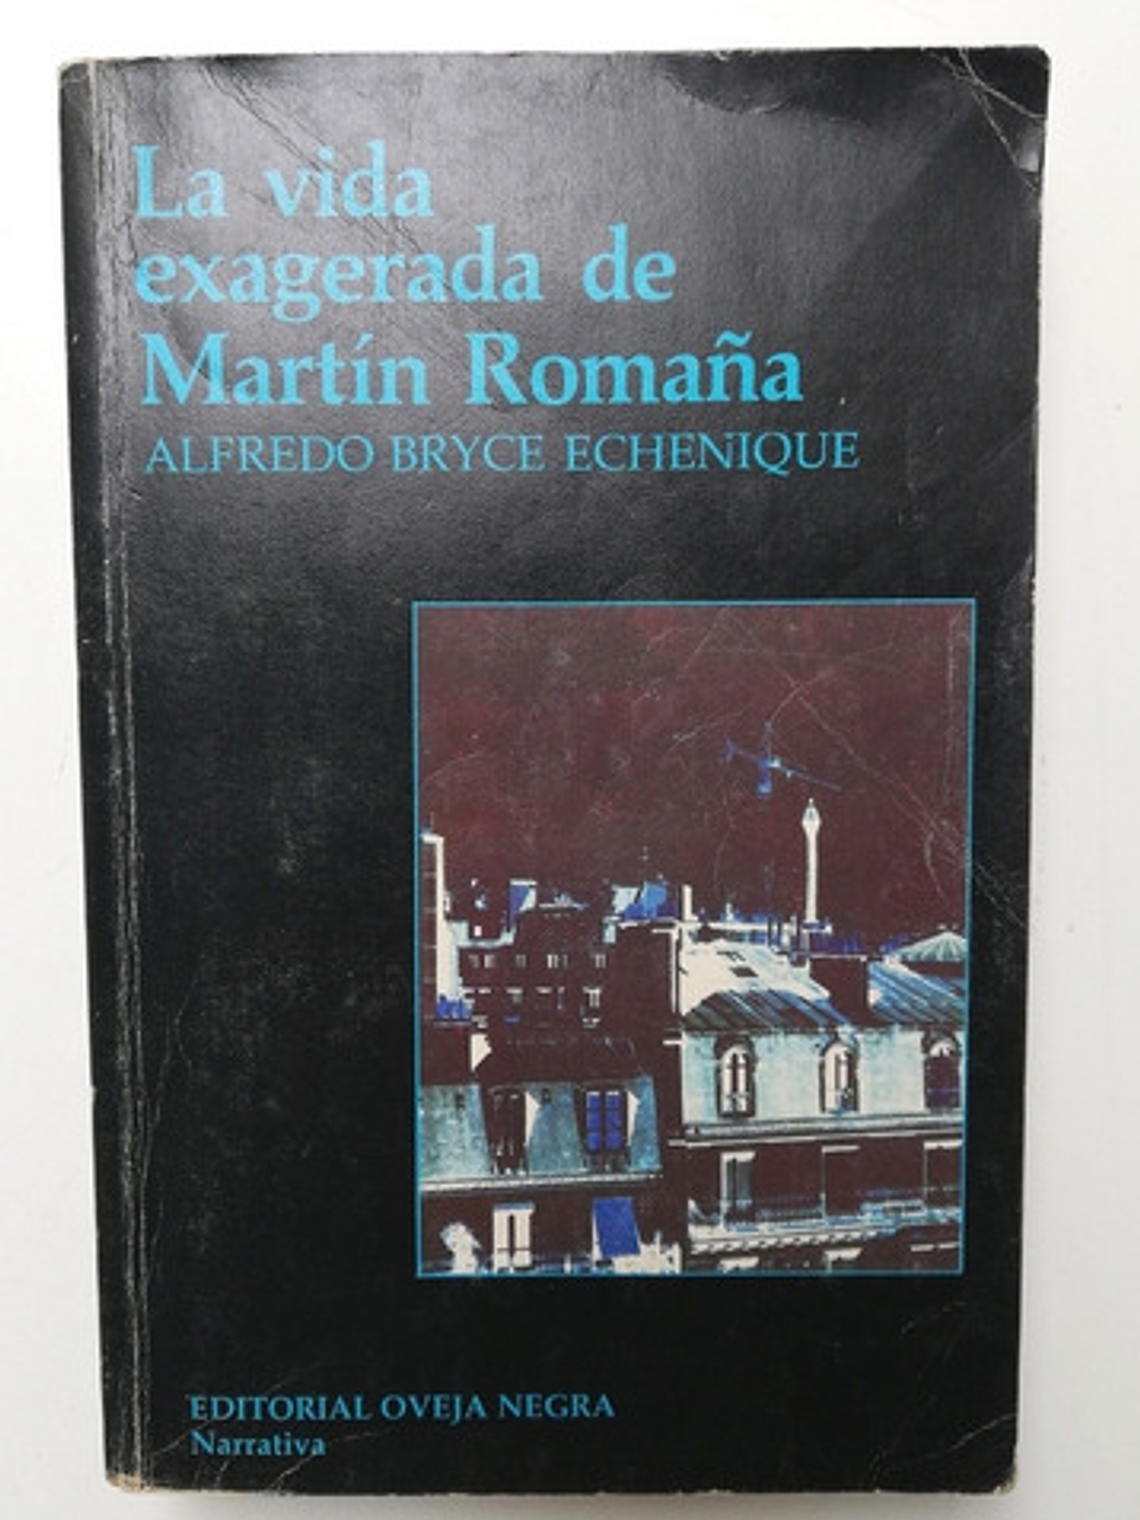 La vida
exagerada de
Martín Romaña
ALFREDO BRYCE ECHENiQUE
EDITORIAL OVEJA NEGRA
Narrativa